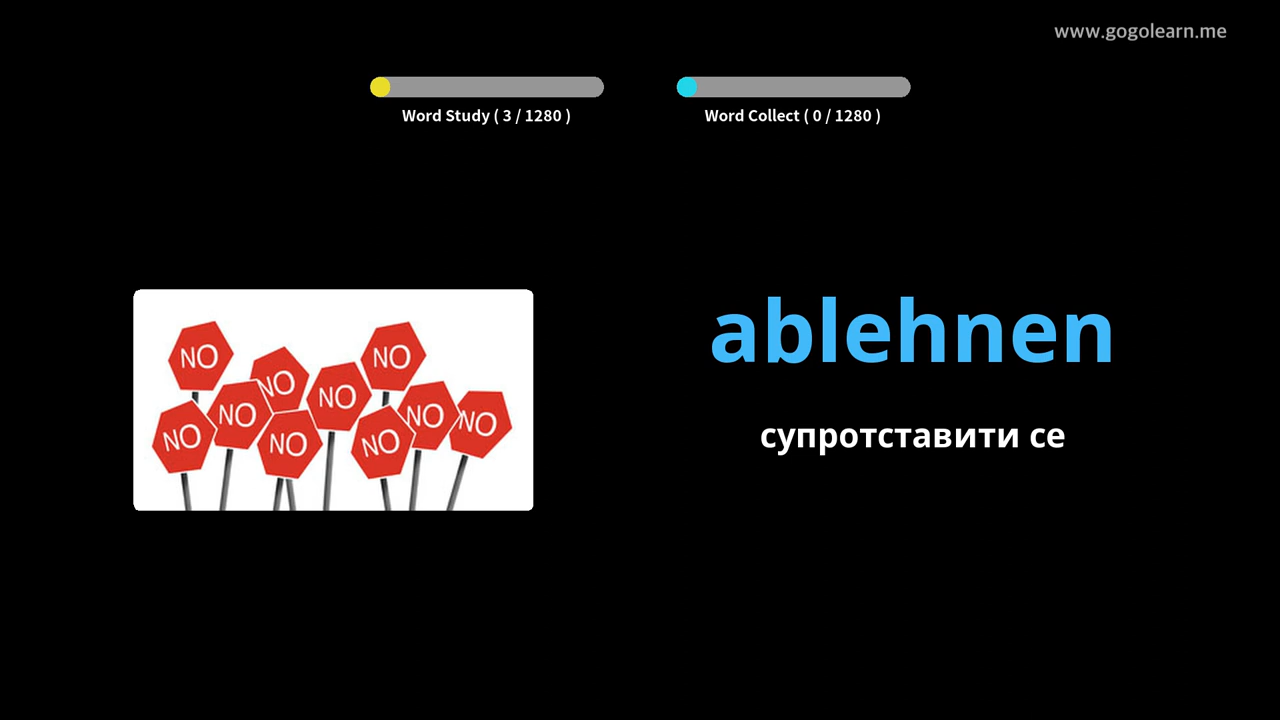 www.gogolearn.me
Word Study ( 3 / 1280 )
Word Collect ( 0 / 1280 )
NO
NO
NO
NO
NO
NO
NO
NO
NO
NO
ablehnen
супротставити се